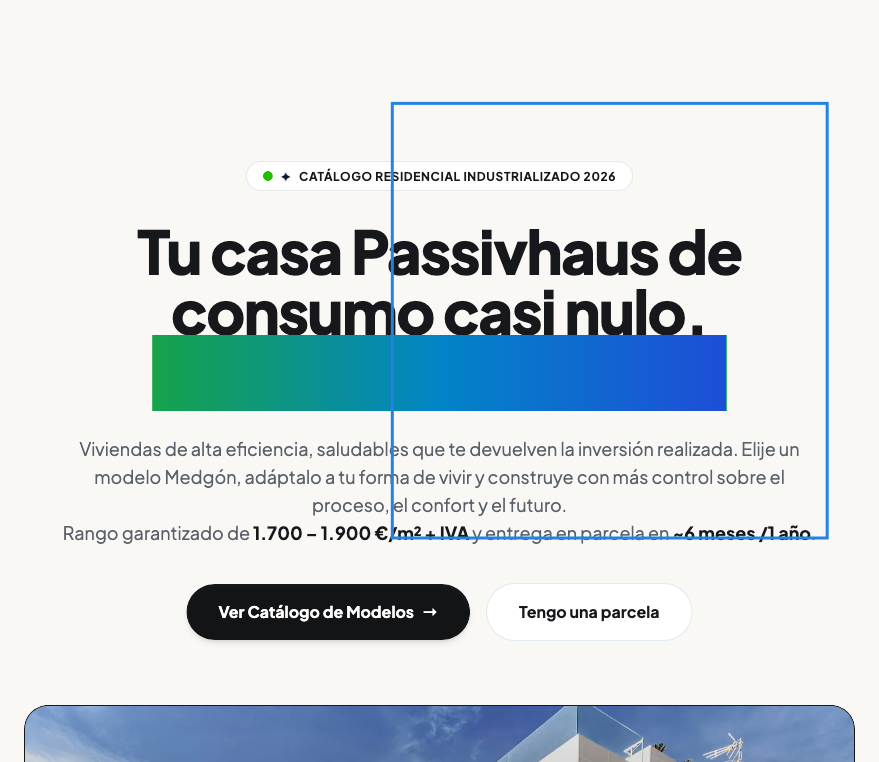 ✦ CATÁLOGO RESIDENCIAL INDUSTRIALIZADO 2026
Tu casa Passivhaus de
consumo casi nulo.
Viviendas de alta eficiencia, saludables que te devuelven la inversión realizada. Elije un
modelo Medgón, adáptalo a tu forma de vivir y construye con más control sobre el
proceso, el confort y el futuro.
Rango garantizado de 1.700 – 1.900 €/m² + IVA y entrega en parcela en ~6 meses /1 año.
Ver Catálogo de Modelos →
Tengo una parcela